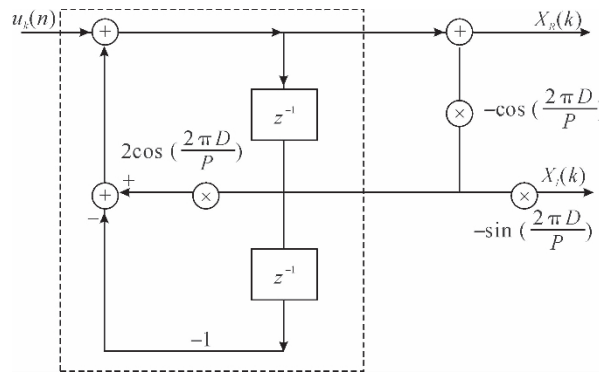 u_k(n)
+
+
X_R(k)
z⁻¹
× -cos (2πD/P)
2cos (2πD/P)
+
+
×
X_I(k)
×
−
-sin (2πD/P)
z⁻¹
-1